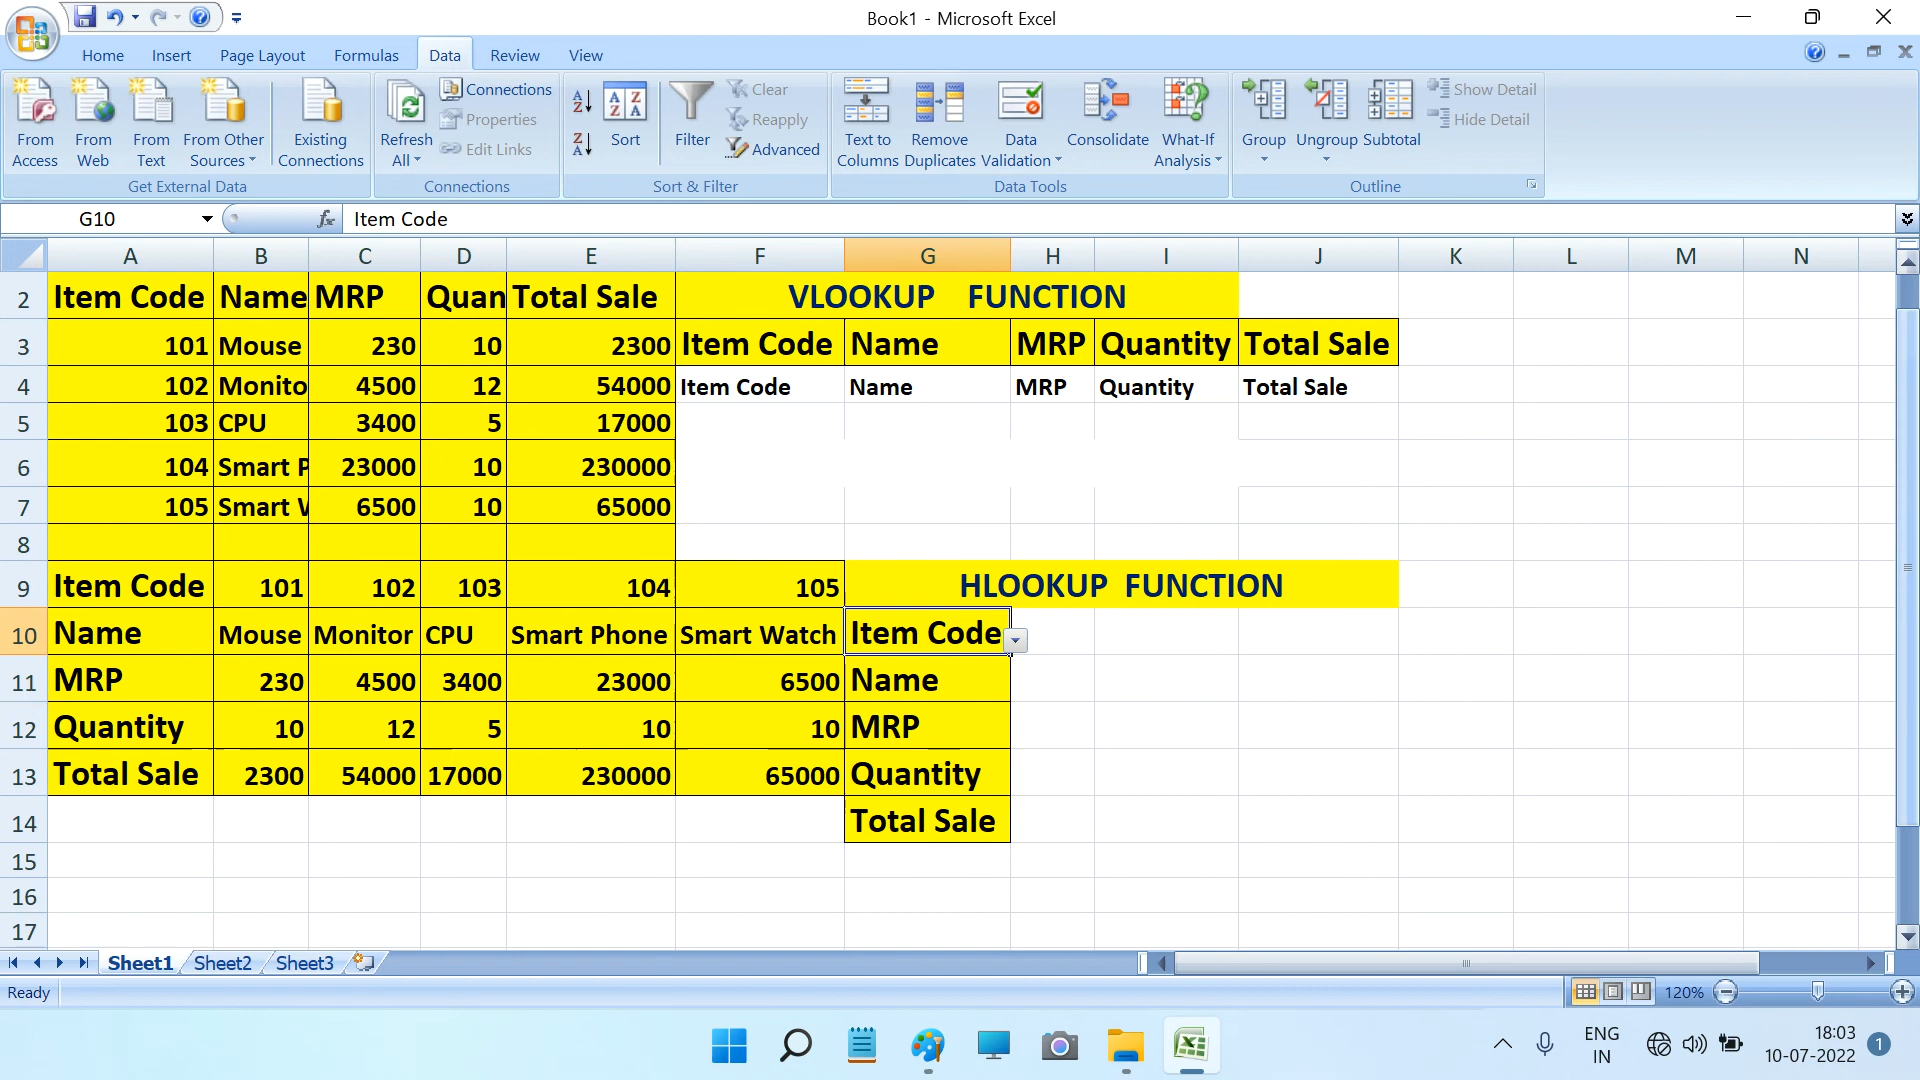 Book1 - Microsoft Excel
Home Insert Page Layout Formulas Data Review View
From Access
From Web
From Text
From Other Sources
Existing Connections
Get External Data
Refresh All
Connections
Properties
Edit Links
Connections
Sort
Filter
Clear
Reapply
Advanced
Sort & Filter
Text to Columns
Remove Duplicates
Data Validation
Consolidate
What-If Analysis
Data Tools
Group
Ungroup
Subtotal
Show Detail
Hide Detail
Outline
G10 fx Item Code
A B C D E F G H I J K L M N
2 Item Code Name MRP Quan Total Sale VLOOKUP FUNCTION
3 101 Mouse 230 10 2300 Item Code Name MRP Quantity Total Sale
4 102 Monito 4500 12 54000 Item Code Name MRP Quantity Total Sale
5 103 CPU 3400 5 17000
6 104 Smart P 23000 10 230000
7 105 Smart W 6500 10 65000
8
9 Item Code 101 102 103 104 105 HLOOKUP FUNCTION
10 Name Mouse Monitor CPU Smart Phone Smart Watch Item Code
11 MRP 230 4500 3400 23000 6500 Name
12 Quantity 10 12 5 10 10 MRP
13 Total Sale 2300 54000 17000 230000 65000 Quantity
14 Total Sale
15
16
17
Sheet1 Sheet2 Sheet3
Ready 120%
ENG IN
18:03
10-07-2022
1